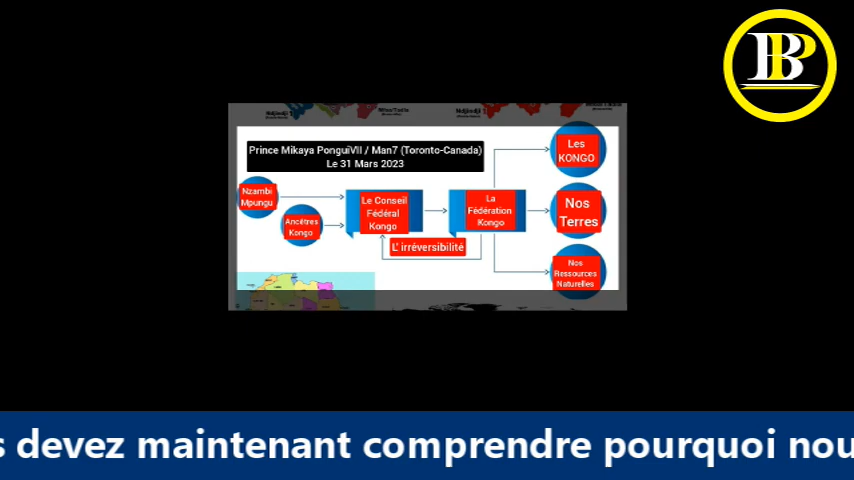 BP
Prince Mikaya PonguiVII / Man7 (Toronto-Canada)
Le 31 Mars 2023
Les
KONGO
Nzambi
Mpungu
Ancêtres
Kongo
Le Conseil
Fédéral
Kongo
La
Fédération
Kongo
Nos
Terres
L' irréversibilité
Nos
Ressources
Naturelles
s devez maintenant comprendre pourquoi nou